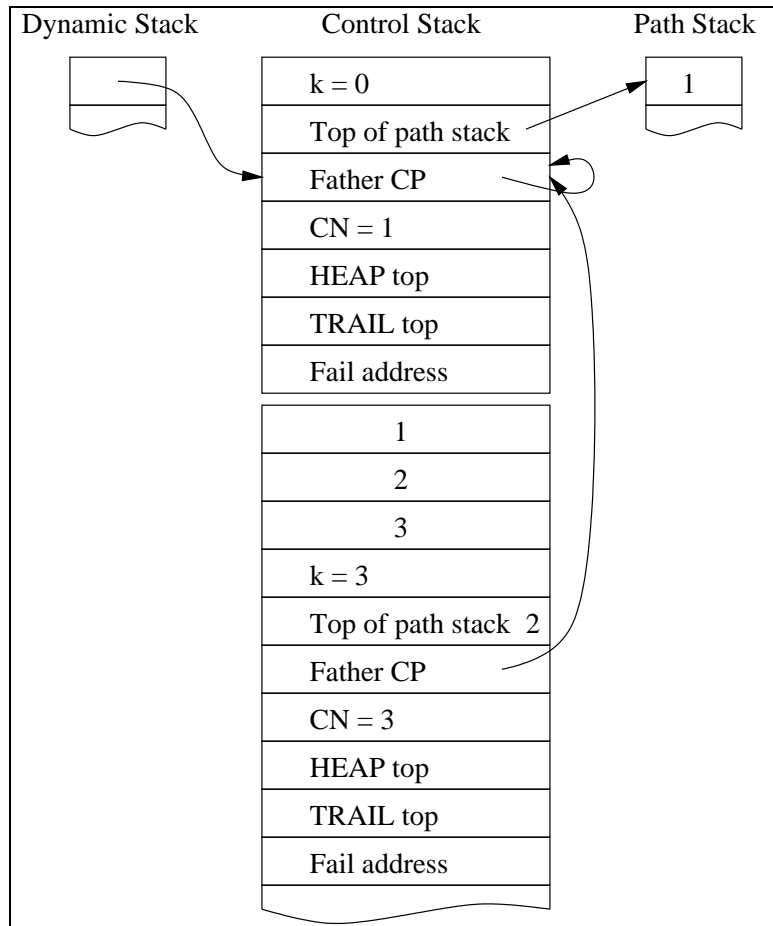 Dynamic Stack Control Stack Path Stack
k = 0 1
Top of path stack
Father CP
CN = 1
HEAP top
TRAIL top
Fail address
1
2
3
k = 3
Top of path stack 2
Father CP
CN = 3
HEAP top
TRAIL top
Fail address